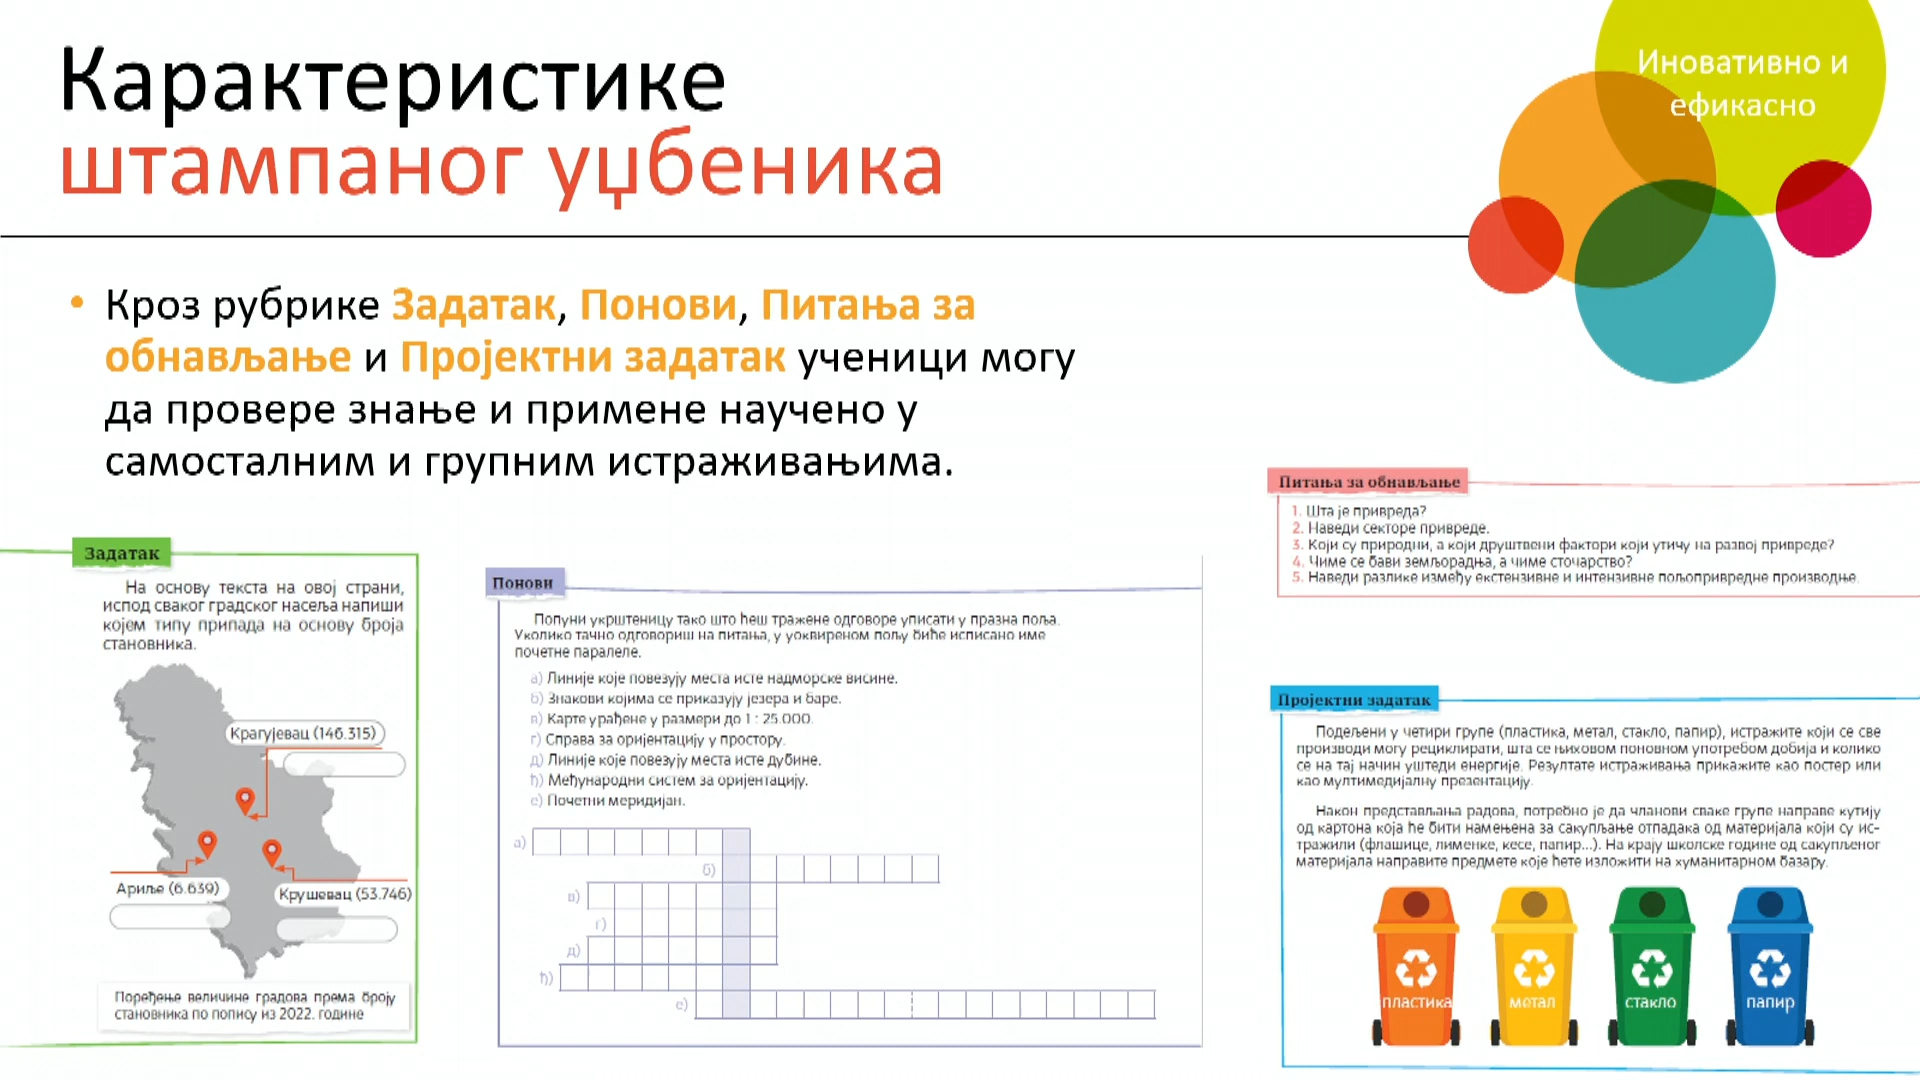 Карактеристике
штампаног уџбеника
Иновативно и
ефикасно
• Кроз рубрике Задатак, Понови, Питања за
обнављање и Пројектни задатак ученици могу
да провере знање и примене научено у
самосталним и групним истраживањима.
Задатак
На основу текста на овој страни,
испод сваког градског насеља напиши
којем типу припада на основу броја
становника.
Крагујевац (146.315)
Ариље (6.639)
Крушевац (53.746)
Поређење величине градова према броју
становника по попису из 2022. године
Понови
Попуни укрштеницу тако што ћеш тражене одговоре уписати у празна поља.
Уколико тачно одговориш на питања, у уоквиреном пољу биће исписано име
почетне паралеле.
а) Линије које повезују места исте надморске висине.
б) Знакови којима се приказују језера и баре.
в) Карте урађене у размери до 1 : 25.000.
г) Справа за оријентацију у простору.
д) Линије које повезују места исте дубине.
ђ) Међународни систем за оријентацију.
е) Почетни меридијан.
а)
б)
в)
г)
д)
ђ)
е)
Питања за обнављање
1. Шта је привреда?
2. Наведи секторе привреде.
3. Који су природни, а који друштвени фактори који утичу на развој привреде?
4. Чиме се бави земљорадња, а чиме сточарство?
5. Наведи разлике између екстензивне и интензивне пољопривредне производње.
Пројектни задатак
Подељени у четири групе (пластика, метал, стакло, папир), истражите који се све
производи могу рециклирати, шта се њиховом поновном употребом добија и колико
се на тај начин уштеди енергије. Резултате истраживања прикажите као постер или
као мултимедијалну презентацију.
Након представљања радова, потребно је да чланови сваке групе направе кутију
од картона која ће бити намењена за сакупљање отпадака од материјала који су ис-
тражили (флашице, лименке, кесе, папир...). На крају школске године од сакупљеног
материјала направите предмете које ћете изложити на хуманитарном базару.
пластика
метал
стакло
папир